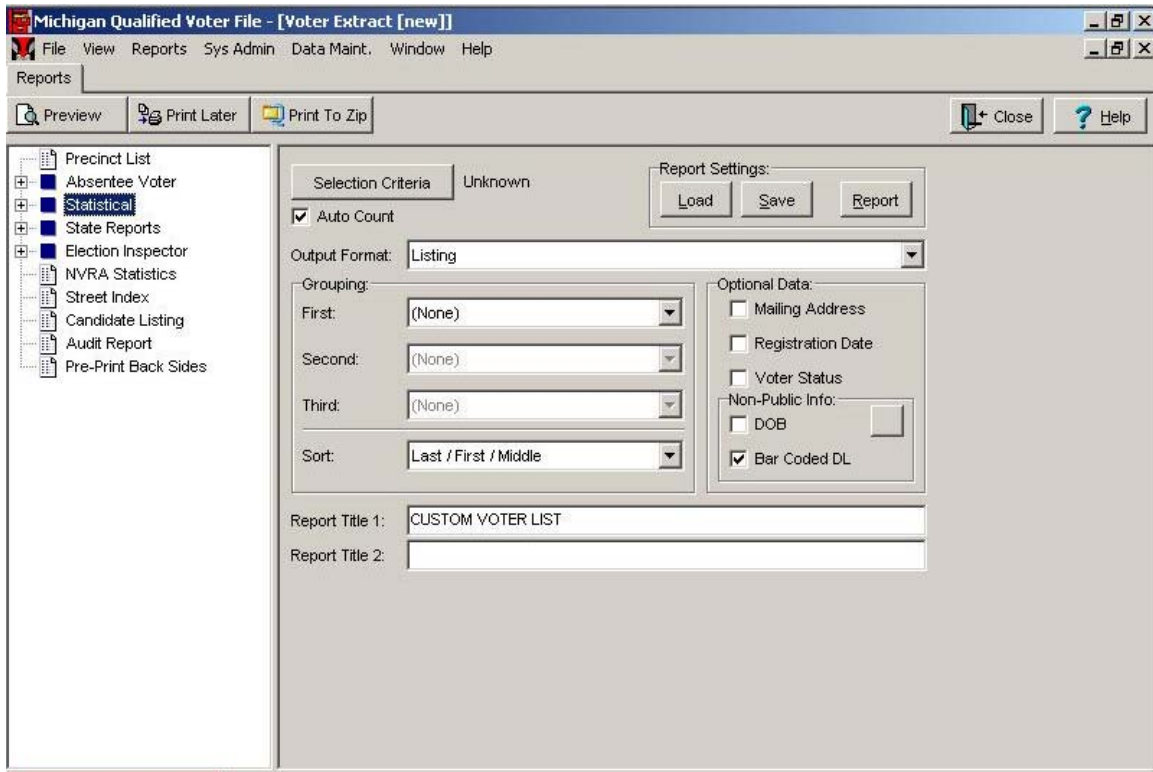 Michigan Qualified Voter File - [Voter Extract [new]]
File View Reports Sys Admin Data Maint. Window Help
Reports
Preview Print Later Print To Zip Close Help
Precinct List
Absentee Voter
Statistical
State Reports
Election Inspector
NVRA Statistics
Street Index
Candidate Listing
Audit Report
Pre-Print Back Sides
Selection Criteria Unknown
Auto Count
Report Settings:
Load Save Report
Output Format: Listing
Grouping:
First: (None)
Second: (None)
Third: (None)
Sort: Last / First / Middle
Optional Data:
Mailing Address
Registration Date
Voter Status
Non-Public Info:
DOB
Bar Coded DL
Report Title 1: CUSTOM VOTER LIST
Report Title 2: